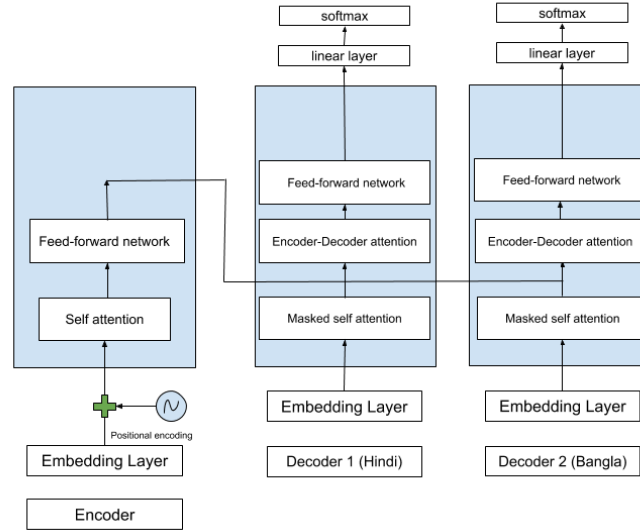 softmax
linear layer
softmax
linear layer
Feed-forward network
Self attention
Positional encoding
Embedding Layer
Encoder
Feed-forward network
Encoder-Decoder attention
Masked self attention
Embedding Layer
Decoder 1 (Hindi)
Feed-forward network
Encoder-Decoder attention
Masked self attention
Embedding Layer
Decoder 2 (Bangla)